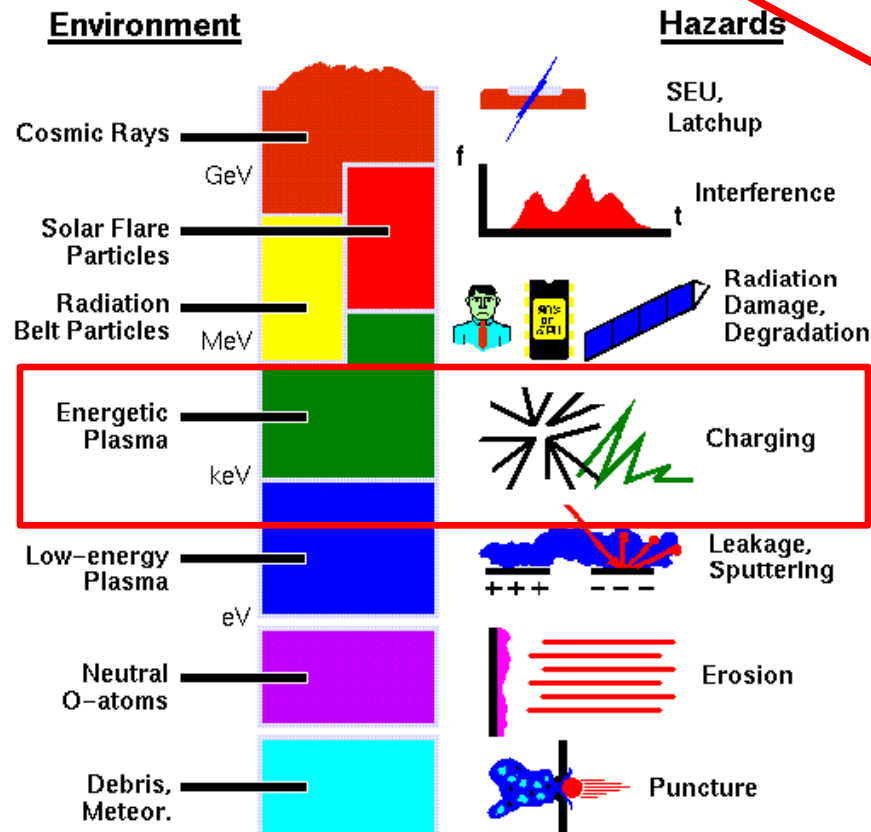 Environment
Hazards
Cosmic Rays
GeV
SEU,
Latchup
f
t
Interference
Solar Flare
Particles
Radiation
Belt Particles
MeV
Radiation
Damage,
Degradation
Energetic
Plasma
keV
Charging
Low-energy
Plasma
eV
Leakage,
Sputtering
+++
---
Neutral
O-atoms
Erosion
Debris,
Meteor.
Puncture